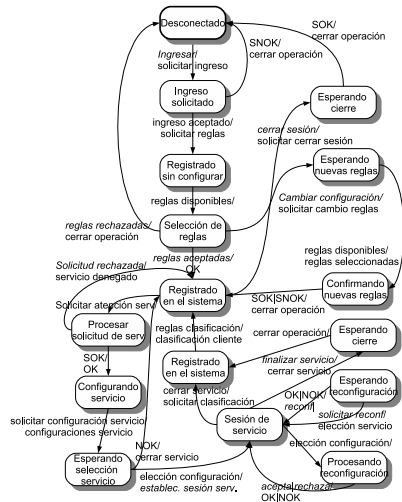 Desconectado
SOK/
cerrar operación
Ingresar/
solicitar ingreso
SNOK/
cerrar operación
Ingreso
solicitado
Esperando
cierre
ingreso aceptado/
solicitar reglas
cerrar sesión/
solicitar cerrar sesión
Esperando
nuevas reglas
Registrado
sin configurar
reglas disponibles/
Cambiar configuración/
solicitar cambio reglas
Selección de
reglas
reglas rechazadas/
cerrar operación
reglas aceptadas/
OK
reglas disponibles/
reglas seleccionadas
Solicitud rechazada/
servicio denegado
Registrado
en el sistema
Confirmando
nuevas reglas
SOK|SNOK/
cerrar operación
Solicitar atención serv/
Procesar
solicitud de serv
reglas clasificación/
clasificación cliente
cerrar operación/
Esperando
cierre
Registrado
en el sistema
finalizar servicio/
cerrar servicio
SOK/
OK
Configurando
servicio
cerrar servicio/
solicitar clasificación
OK|NOK/
reconf|
Esperando
reconfiguración
solicitar reconf/
elección servicio
Sesión de
servicio
solicitar configuración servicio/
configuraciones servicio
NOK/
cerrar servicio
elección configuración/
Esperando
selección
servicio
elección configuración/
establec. sesión serv.
Procesando
reconfiguración
acepta|rechaza/
OK|NOK